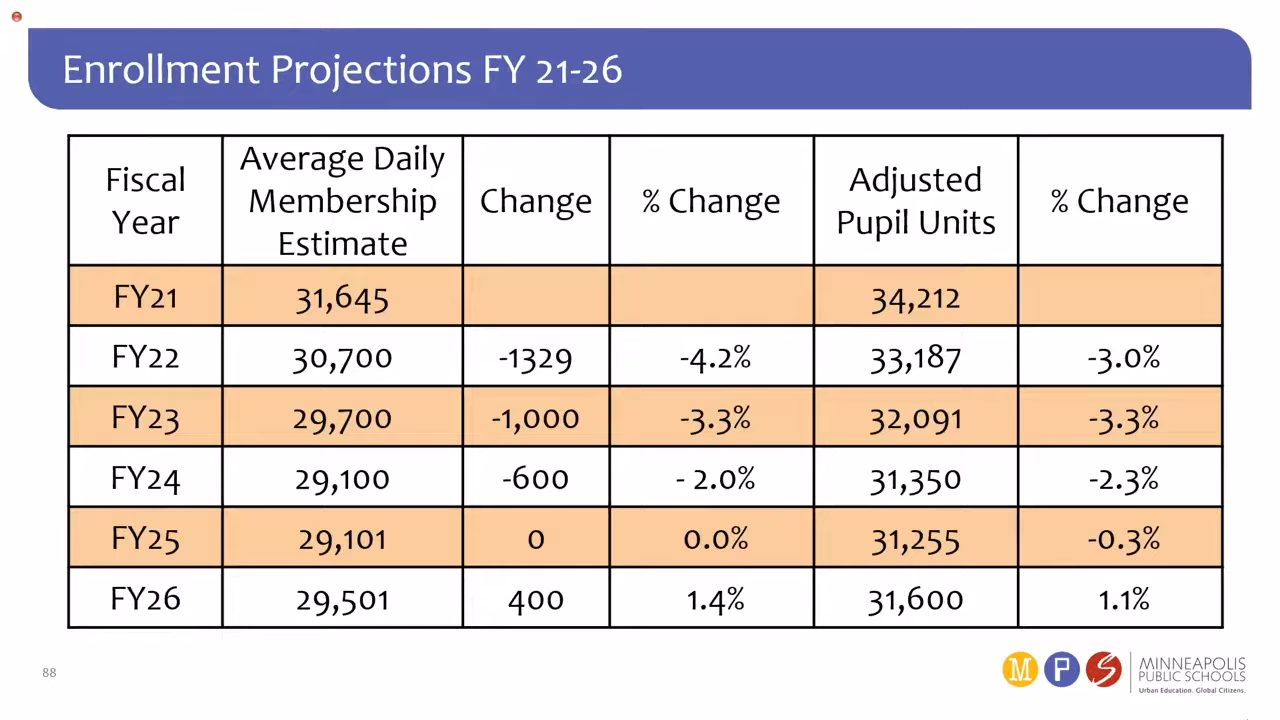 Enrollment Projections FY 21-26
Fiscal Year Average Daily Membership Estimate Change % Change Adjusted Pupil Units % Change
FY21 31,645 34,212
FY22 30,700 -1329 -4.2% 33,187 -3.0%
FY23 29,700 -1,000 -3.3% 32,091 -3.3%
FY24 29,100 -600 - 2.0% 31,350 -2.3%
FY25 29,101 0 0.0% 31,255 -0.3%
FY26 29,501 400 1.4% 31,600 1.1%
88
M P S
MINNEAPOLIS
PUBLIC SCHOOLS
Urban Education. Global Citizens.